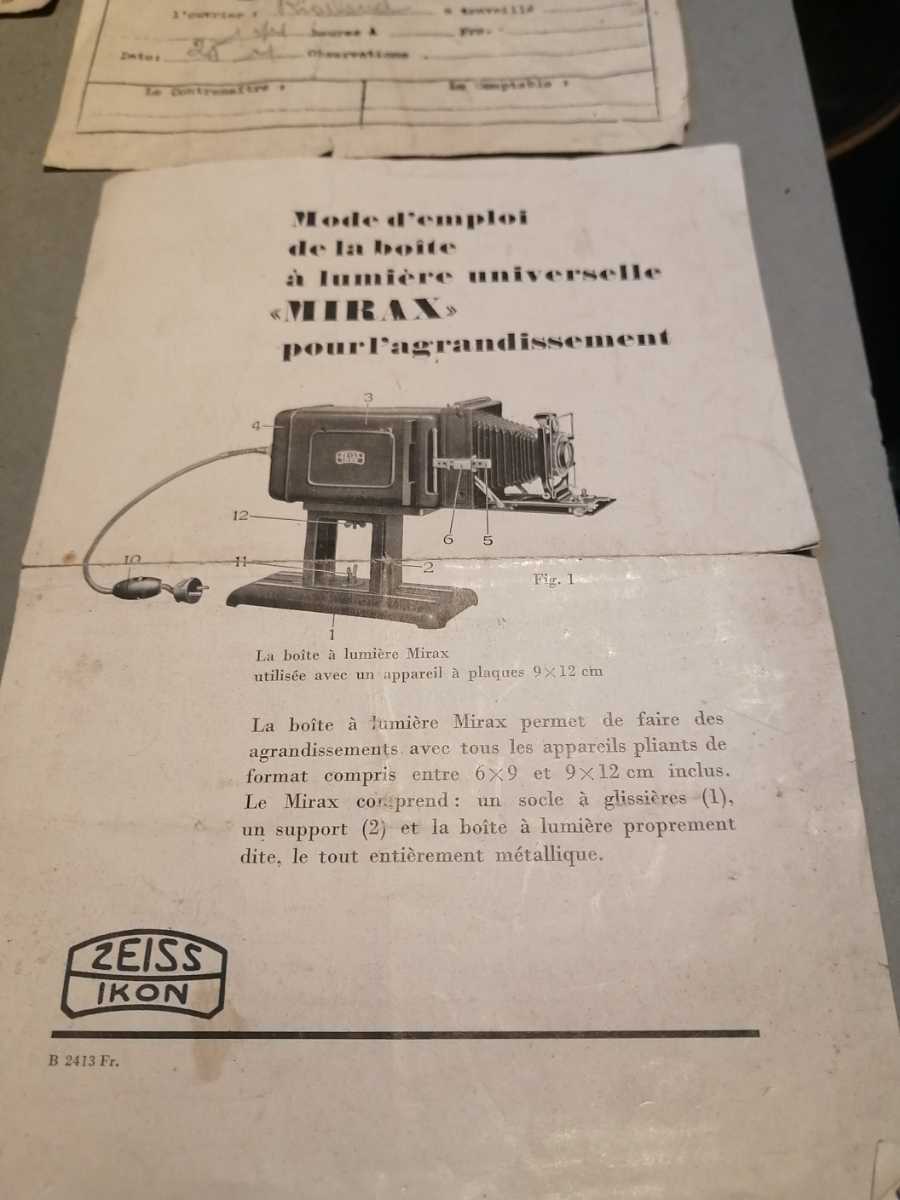 l'ouvrier : a travaillé
heures à Frs.
Date: Observations
Le Contremaître : Le Comptable :
Mode d'emploi
de la boîte
à lumière universelle
«MIRAX»
pour l'agrandissement
3
4
12
6 5
10 11 2
Fig. 1
1
La boîte à lumière Mirax
utilisée avec un appareil à plaques 9×12 cm
La boîte à lumière Mirax permet de faire des
agrandissements avec tous les appareils pliants de
format compris entre 6×9 et 9×12 cm inclus.
Le Mirax comprend : un socle à glissières (1),
un support (2) et la boîte à lumière proprement
dite, le tout entièrement métallique.
ZEISS
IKON
B 2413 Fr.